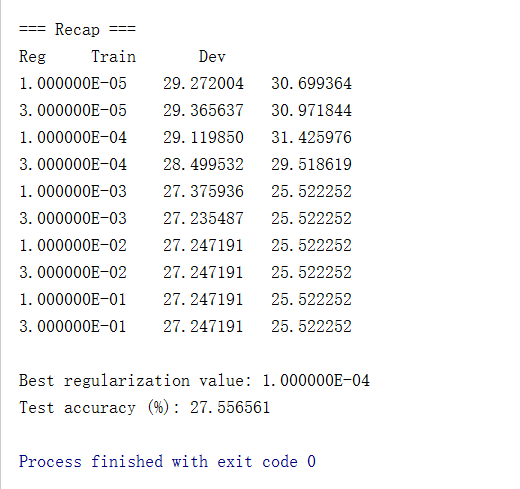 === Recap ===
Reg     Train       Dev
1.000000E-05    29.272004   30.699364
3.000000E-05    29.365637   30.971844
1.000000E-04    29.119850   31.425976
3.000000E-04    28.499532   29.518619
1.000000E-03    27.375936   25.522252
3.000000E-03    27.235487   25.522252
1.000000E-02    27.247191   25.522252
3.000000E-02    27.247191   25.522252
1.000000E-01    27.247191   25.522252
3.000000E-01    27.247191   25.522252
Best regularization value: 1.000000E-04
Test accuracy (%): 27.556561
Process finished with exit code 0